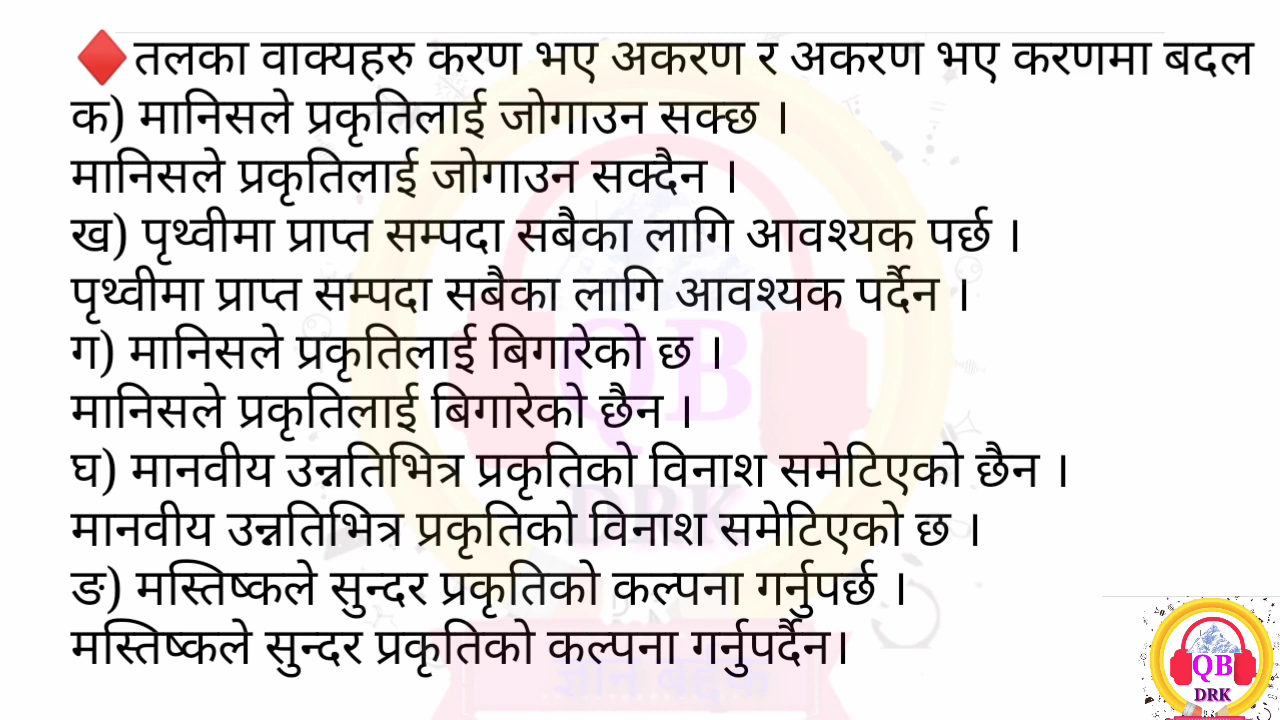 ♦तलका वाक्यहरु करण भए अकरण र अकरण भए करणमा बदल
क) मानिसले प्रकृतिलाई जोगाउन सक्छ ।
मानिसले प्रकृतिलाई जोगाउन सक्दैन ।
ख) पृथ्वीमा प्राप्त सम्पदा सबैका लागि आवश्यक पर्छ ।
पृथ्वीमा प्राप्त सम्पदा सबैका लागि आवश्यक पर्दैन ।
ग) मानिसले प्रकृतिलाई बिगारेको छ ।
मानिसले प्रकृतिलाई बिगारेको छैन ।
घ) मानवीय उन्नतिभित्र प्रकृतिको विनाश समेटिएको छैन ।
मानवीय उन्नतिभित्र प्रकृतिको विनाश समेटिएको छ ।
ङ) मस्तिष्कले सुन्दर प्रकृतिको कल्पना गर्नुपर्छ ।
मस्तिष्कले सुन्दर प्रकृतिको कल्पना गर्नुपर्दैन।
QB
DRK
QB
DRK